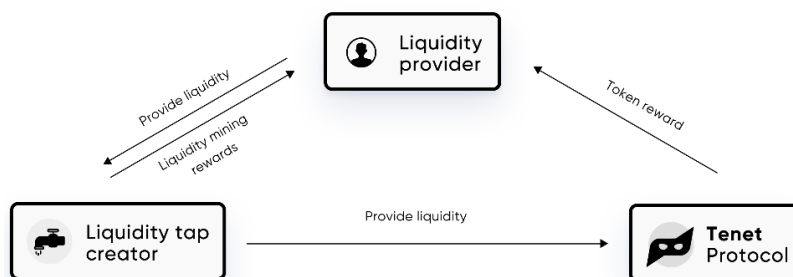 Liquidity
provider
Provide liquidity
Liquidity mining
rewards
Token reward
Liquidity tap
creator
Provide liquidity
Tenet
Protocol